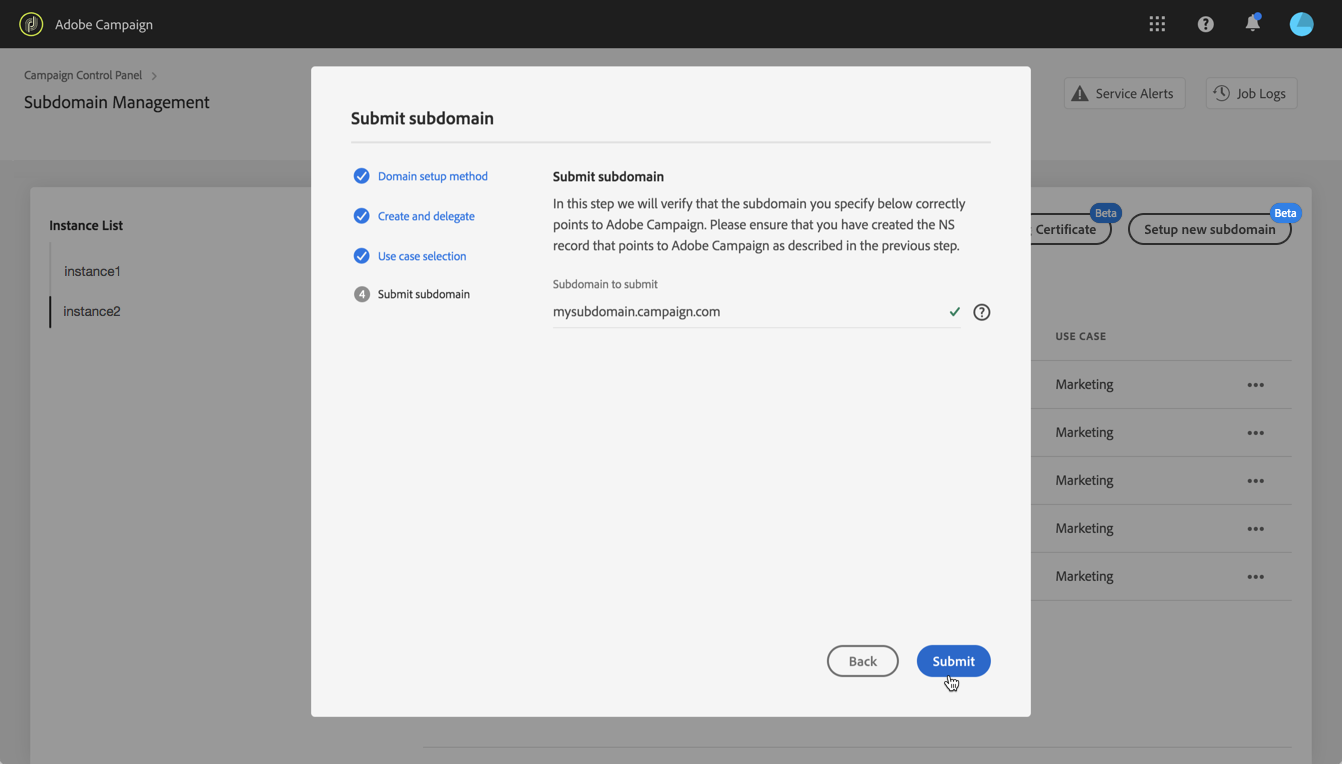 Adobe Campaign
Campaign Control Panel
Subdomain Management
Service Alerts
Job Logs
Instance List
instance1
instance2
Submit subdomain
Domain setup method
Create and delegate
Use case selection
4 Submit subdomain
Submit subdomain
In this step we will verify that the subdomain you specify below correctly
points to Adobe Campaign. Please ensure that you have created the NS
record that points to Adobe Campaign as described in the previous step.
Subdomain to submit
mysubdomain.campaign.com
Back
Submit
Beta
Certificate
Beta
Setup new subdomain
USE CASE
Marketing
Marketing
Marketing
Marketing
Marketing